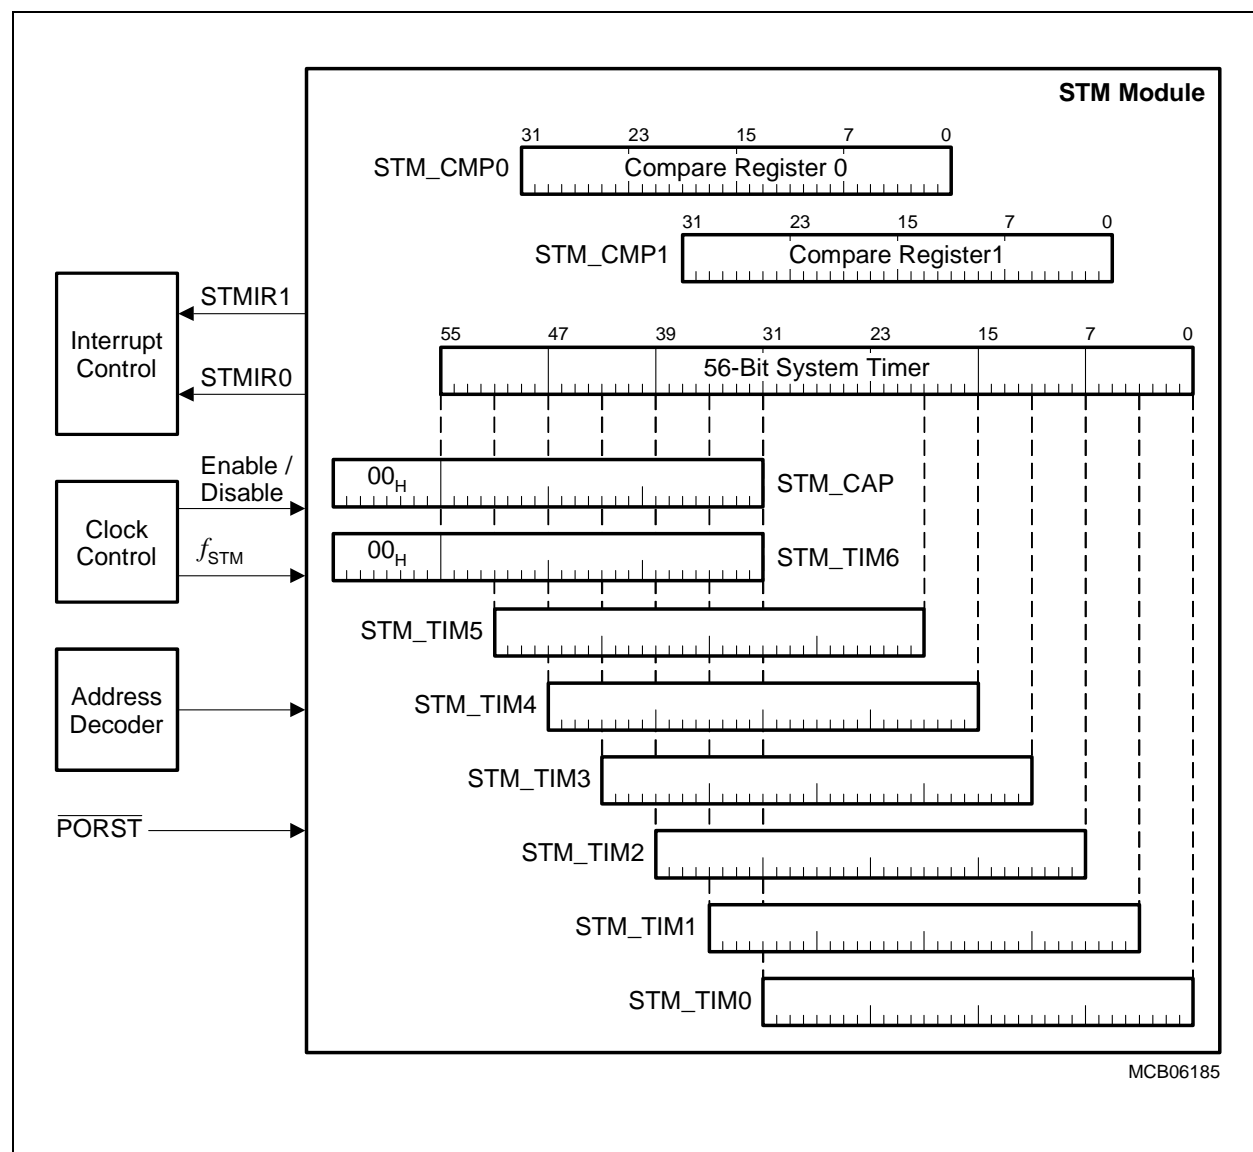 STM Module
31 23 15 7 0
STM_CMP0 Compare Register 0
31 23 15 7 0
STM_CMP1 Compare Register1
STMIR1
Interrupt
Control
STMIR0
55 47 39 31 23 15 7 0
56-Bit System Timer
Enable /
Disable
Clock
Control
fSTM
00H STM_CAP
00H STM_TIM6
STM_TIM5
Address
Decoder
STM_TIM4
STM_TIM3
PORST
STM_TIM2
STM_TIM1
STM_TIM0
MCB06185